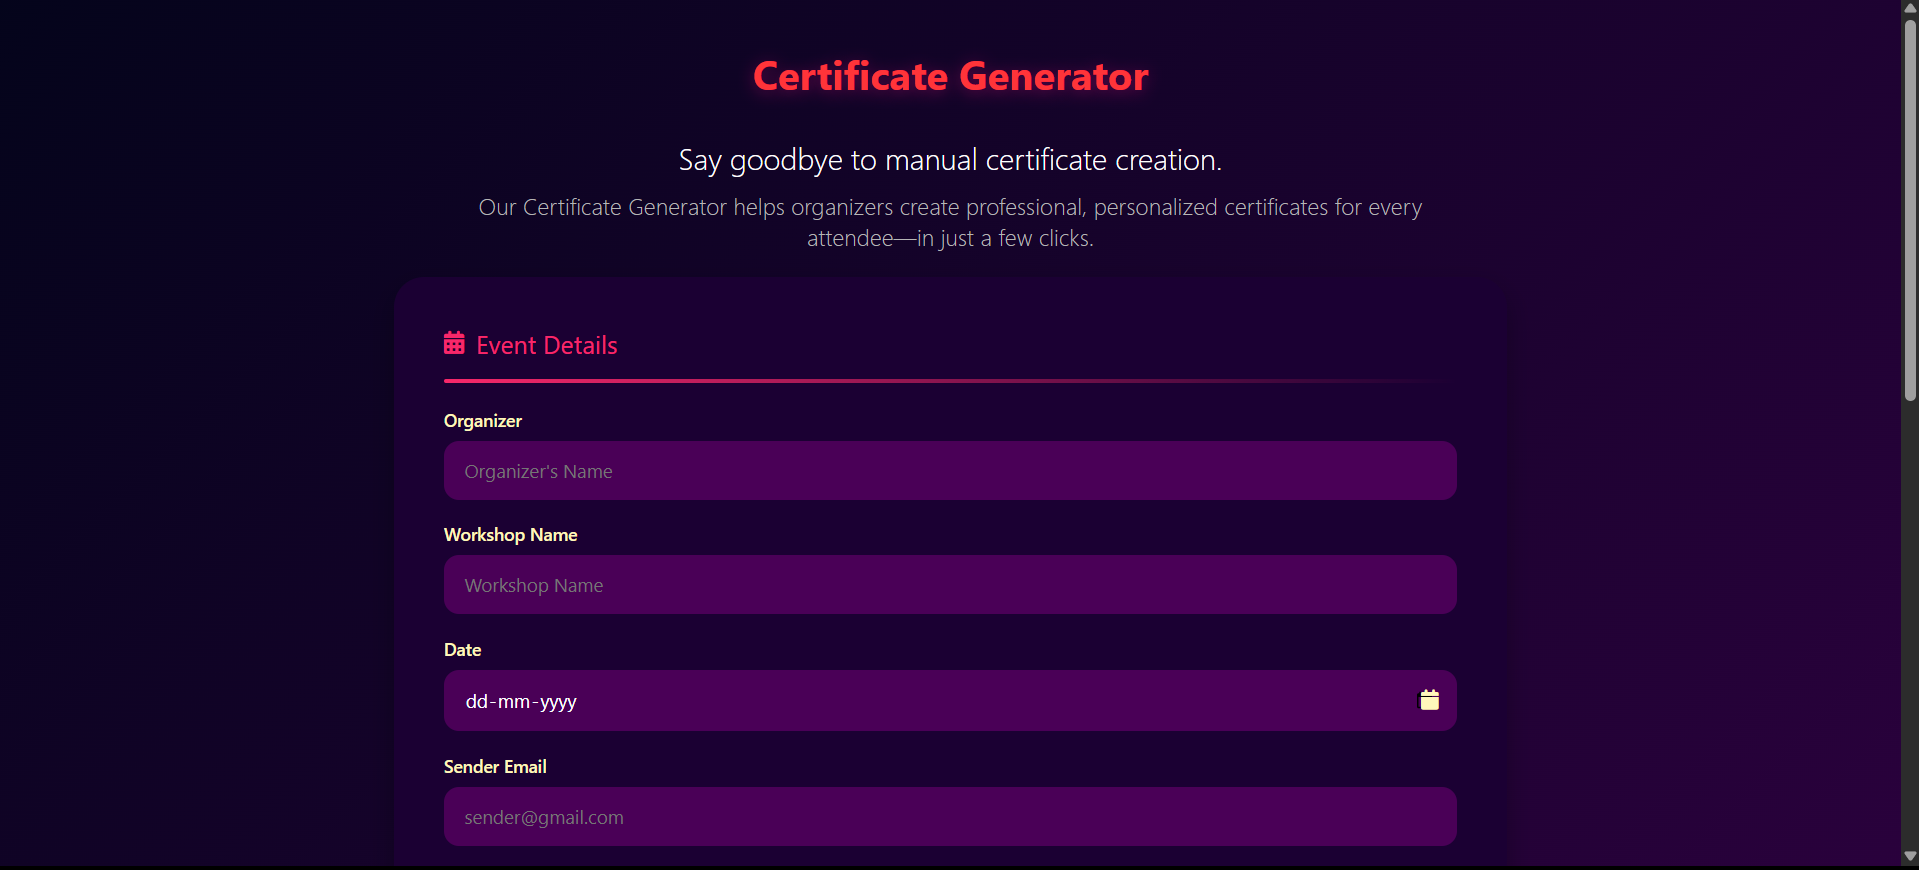 Certificate Generator
Say goodbye to manual certificate creation.
Our Certificate Generator helps organizers create professional, personalized certificates for every
attendee—in just a few clicks.
Event Details
Organizer
Organizer's Name
Workshop Name
Workshop Name
Date
dd-mm-yyyy
Sender Email
sender@gmail.com